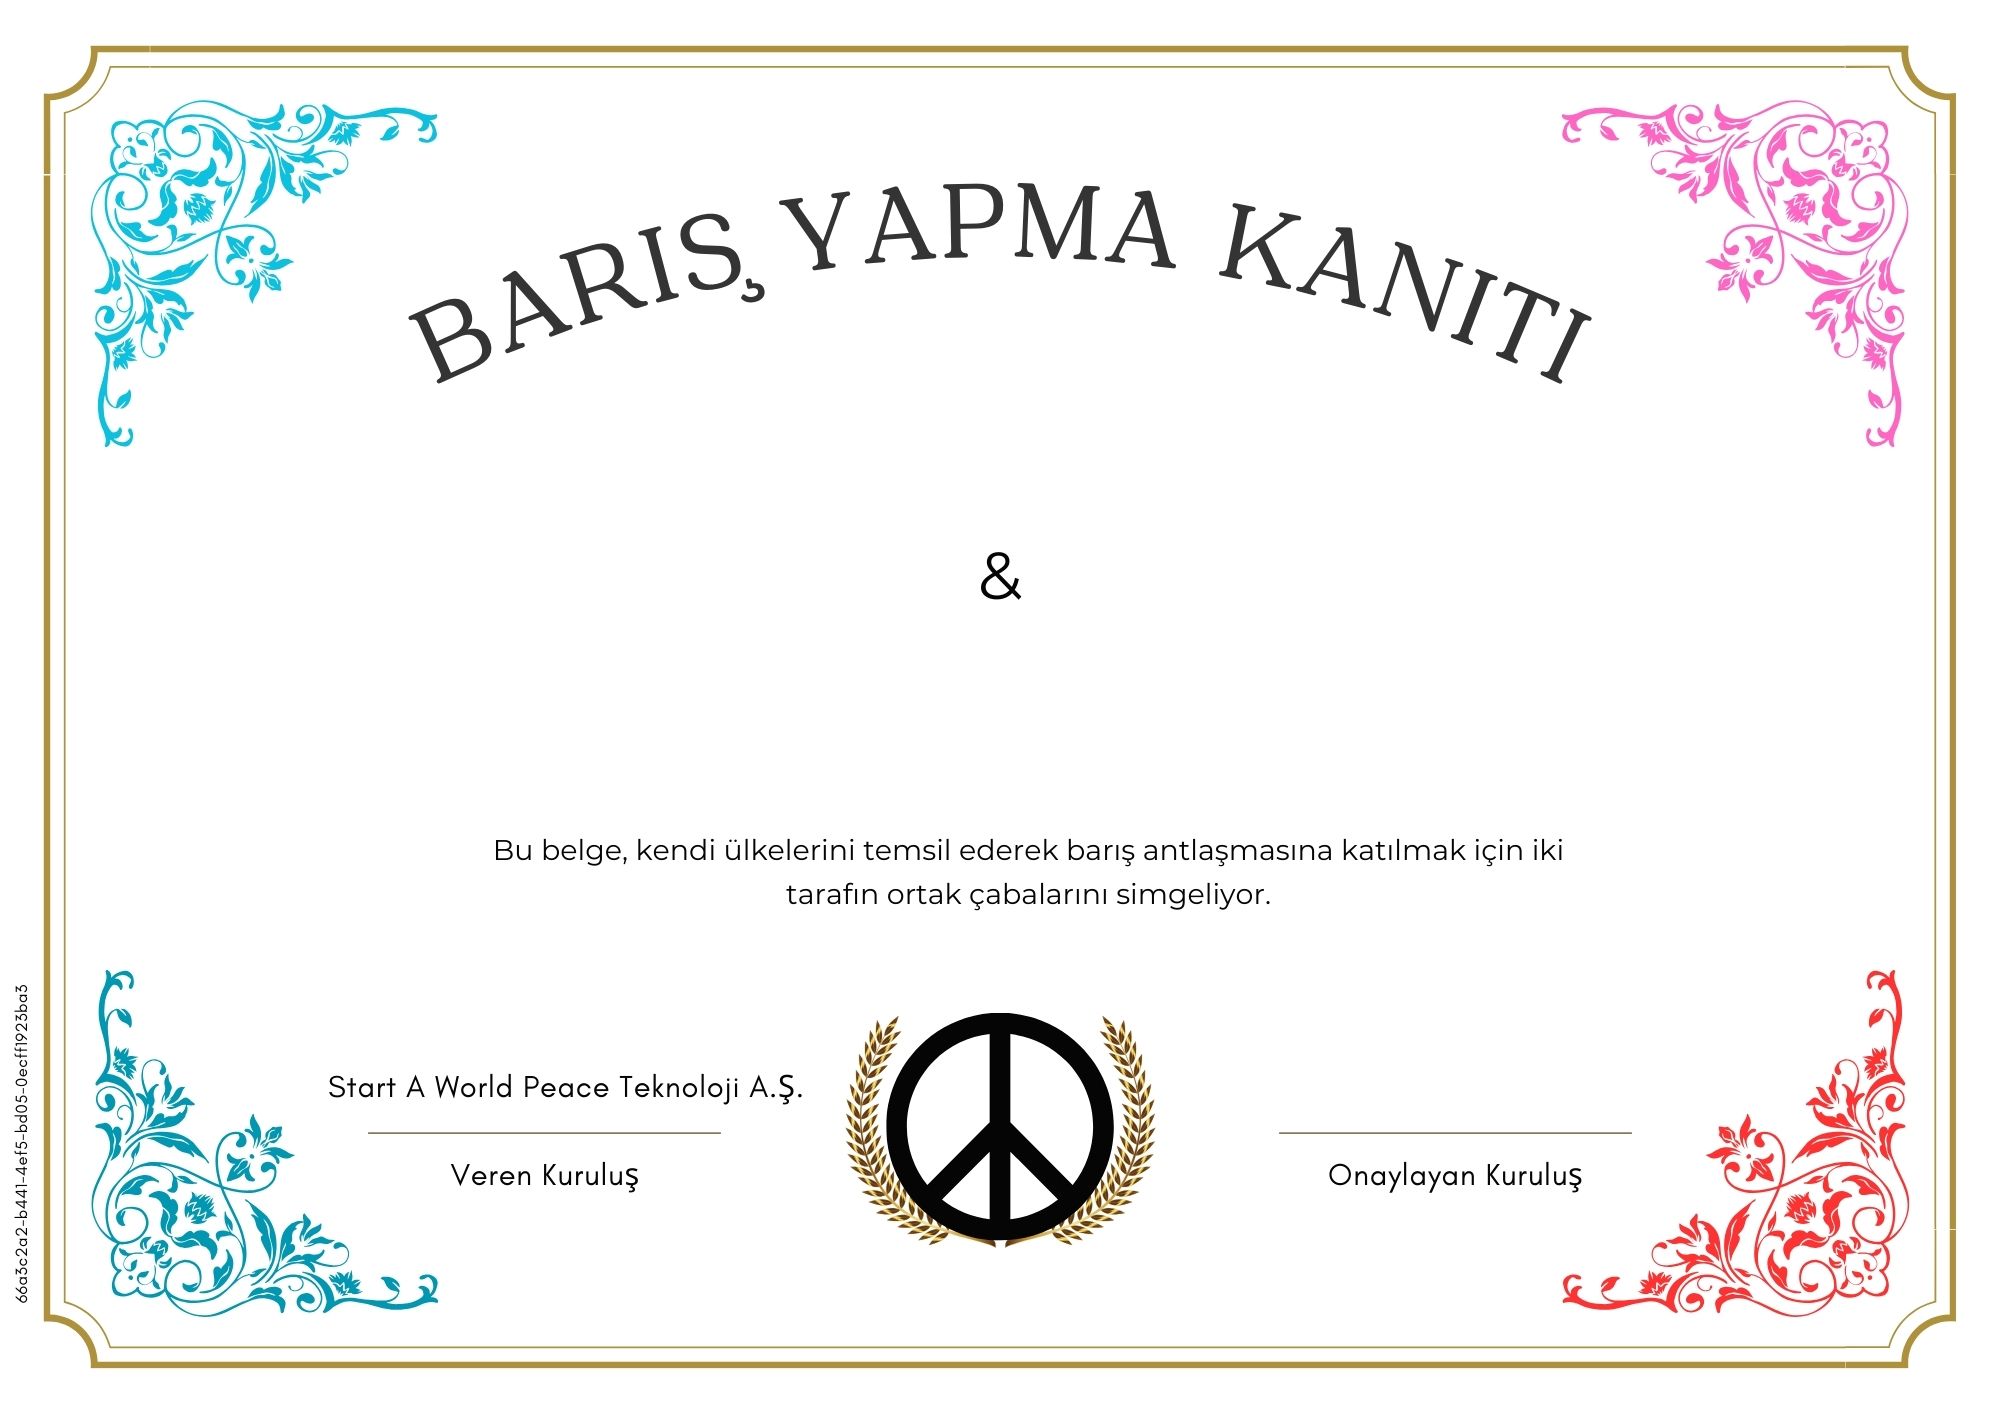 BARIŞ YAPMA KANITI
&
Bu belge, kendi ülkelerini temsil ederek barış antlaşmasına katılmak için iki
tarafın ortak çabalarını simgeliyor.
Start A World Peace Teknoloji A.Ş.
Veren Kuruluş
Onaylayan Kuruluş
66a3c2a2-b441-4ef5-bd05-0ecff1923ba3